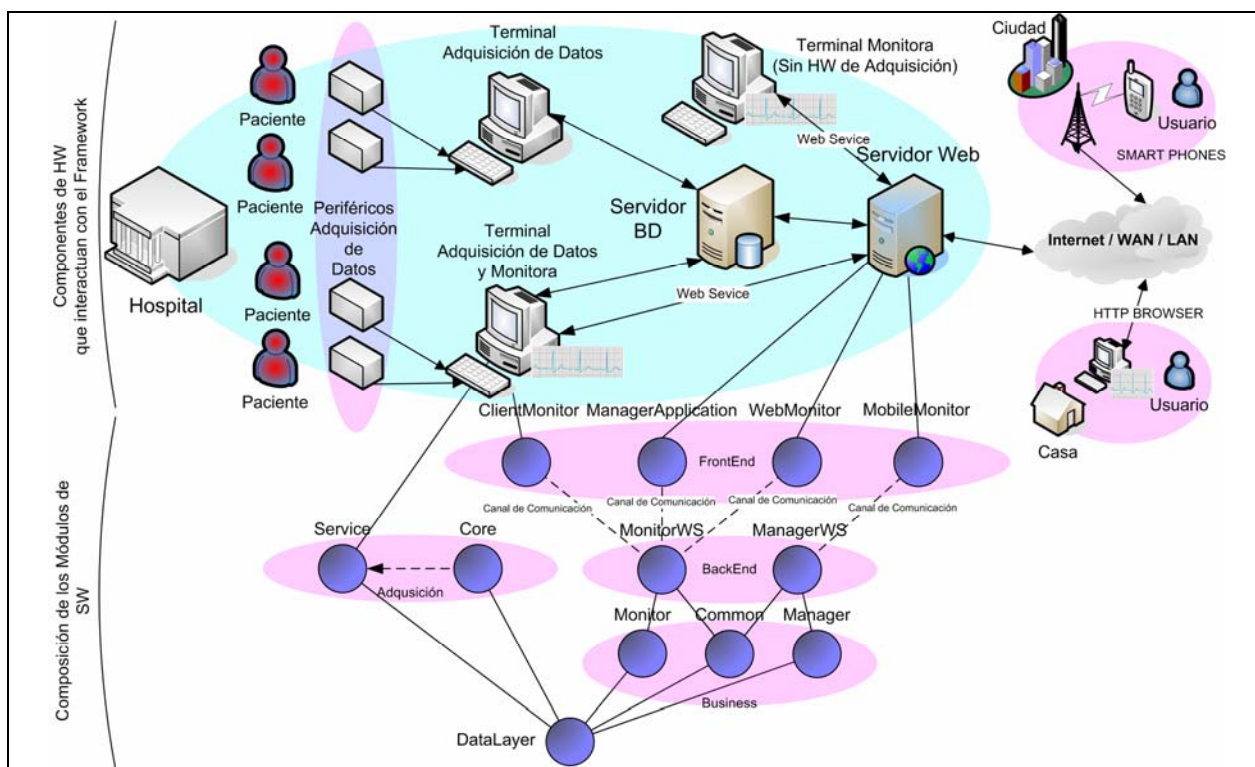 Componentes de HW
que interactuan con el Framework
Composición de los Módulos de
SW
Hospital
Paciente
Paciente
Paciente
Paciente
Periféricos
Adquisición
de
Datos
Terminal
Adquisición de Datos
Terminal
Adquisición de Datos
y Monitora
Terminal Monitora
(Sin HW de Adquisición)
Web Sevice
Servidor Web
Servidor
BD
Web Sevice
Ciudad
Usuario
SMART PHONES
Internet / WAN / LAN
HTTP BROWSER
Usuario
Casa
ClientMonitor
ManagerApplication
WebMonitor
MobileMonitor
FrontEnd
Canal de Comunicación
Canal de Comunicación
Canal de Comunicación
Canal de Comunicación
Service
Core
Adqusición
MonitorWS
ManagerWS
BackEnd
Monitor
Common
Manager
Business
DataLayer